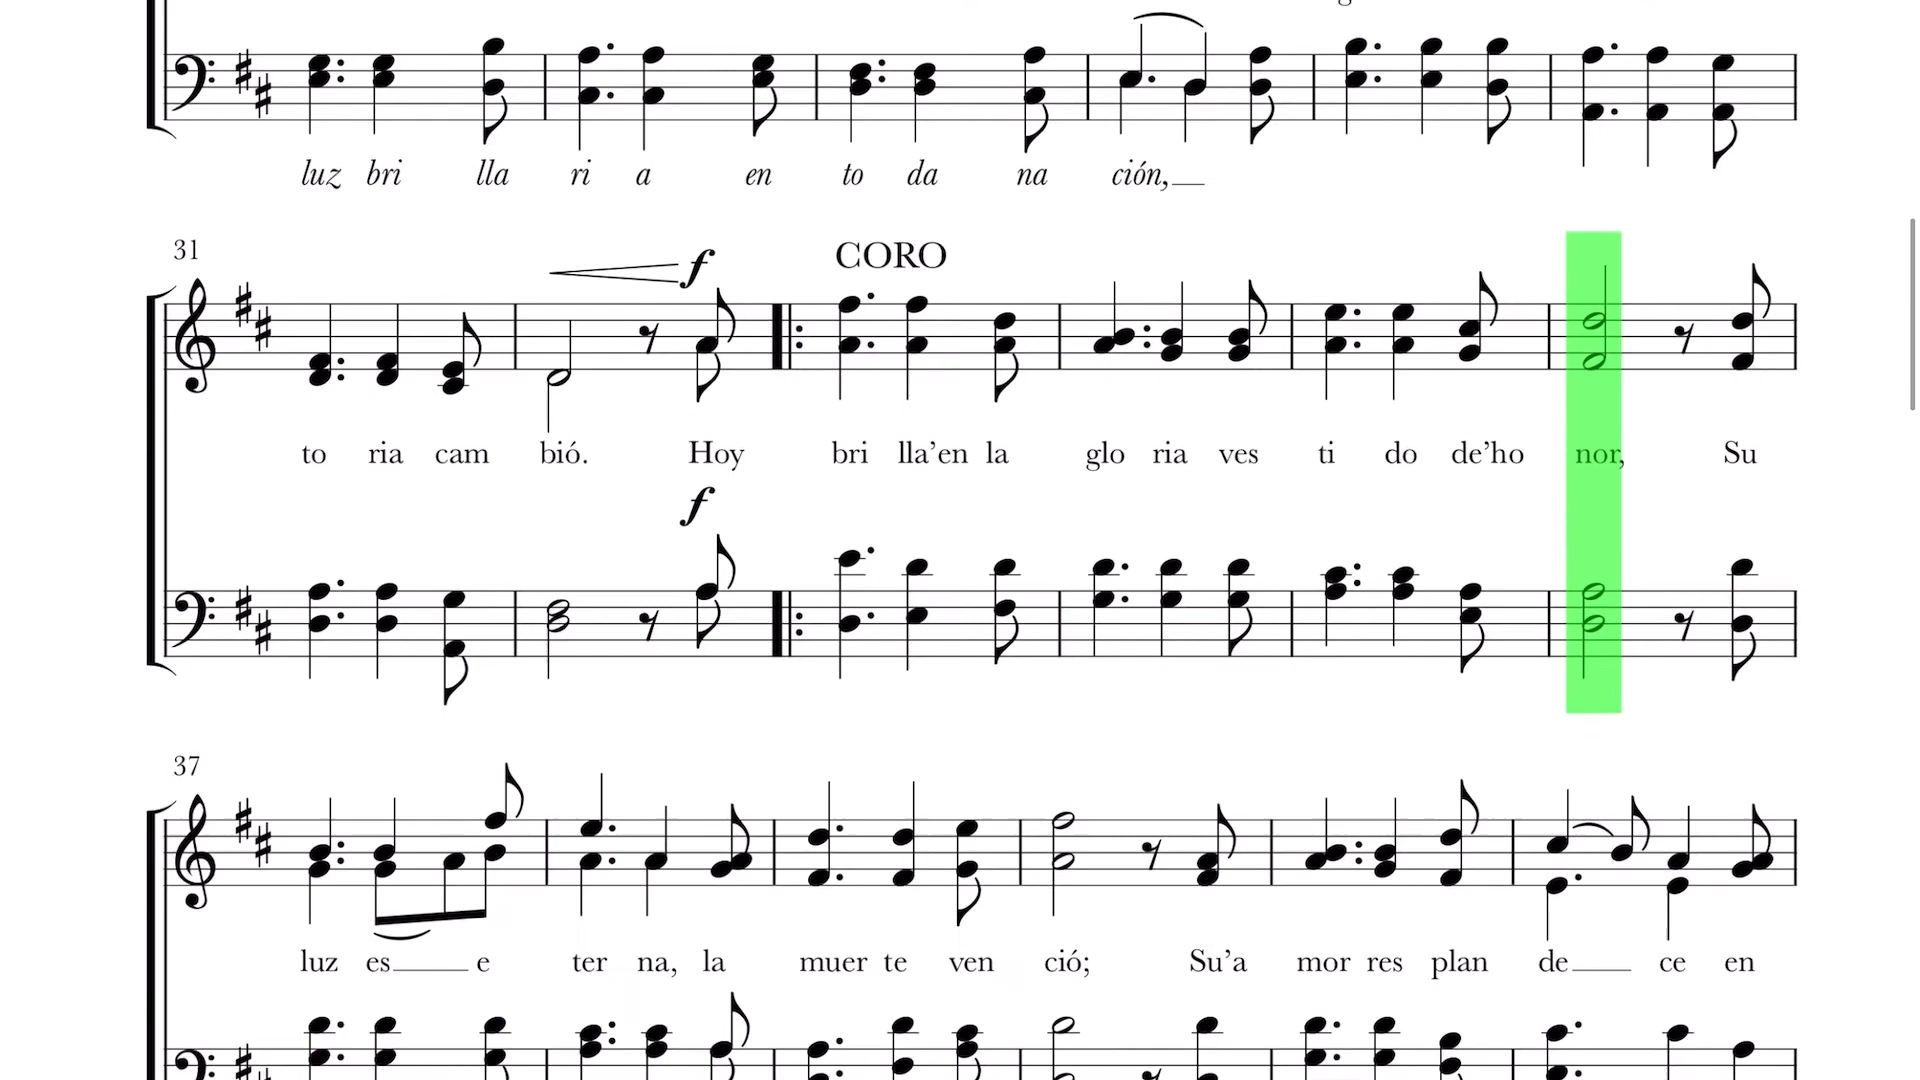 luz bri lla ri a en to da na ción,
31
f
CORO
to ria cam bió. Hoy bri lla’en la glo ria ves ti do de’ho nor, Su
f
37
luz es e ter na, la muer te ven ció; Su’a mor res plan de ce en